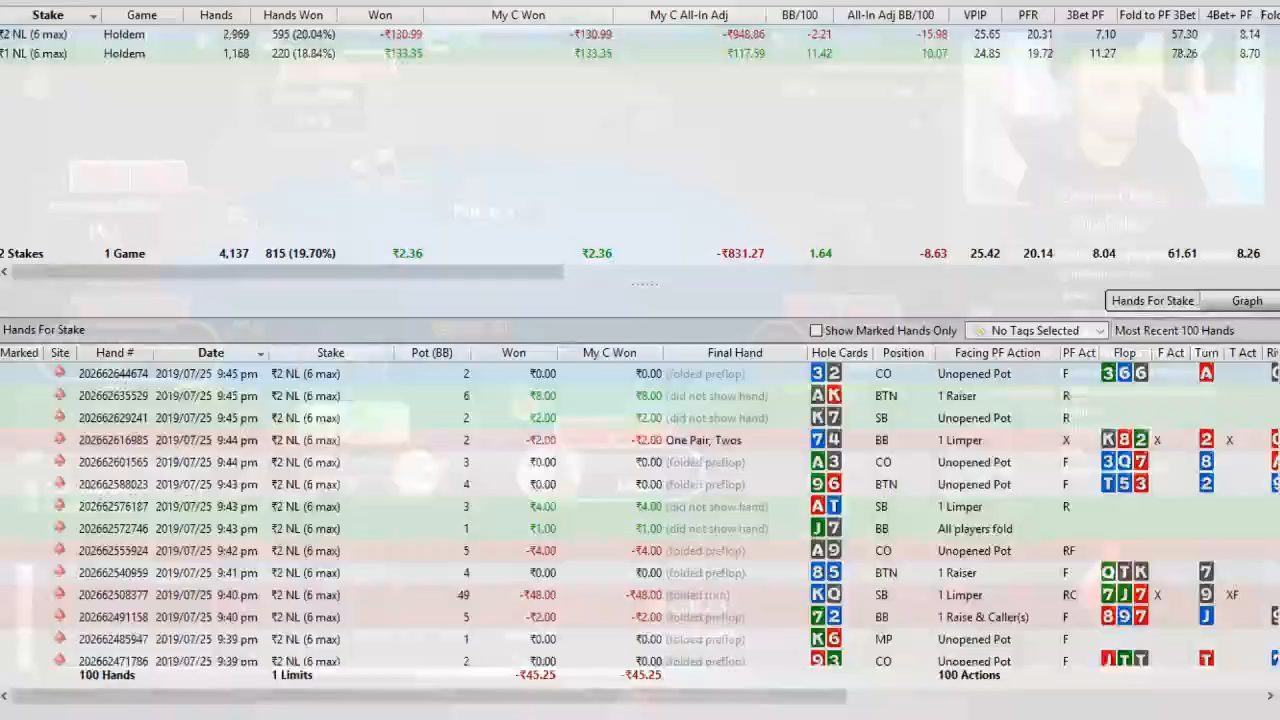 Stake Game Hands Hands Won Won My C Won My C All-In Adj BB/100 All-In Adj BB/100 VPIP PFR 3Bet PF Fold to PF 3Bet 4Bet+ PF Fold
₹2 NL (6 max) Holdem 2,969 595 (20.04%) -₹130.99 -₹130.99 -₹948.86 -2.21 -15.98 25.65 20.31 7.10 57.30 8.14
₹1 NL (6 max) Holdem 1,168 220 (18.84%) ₹133.35 ₹133.35 ₹117.59 11.42 10.07 24.85 19.72 11.27 78.26 8.70
2 Stakes 1 Game 4,137 815 (19.70%) ₹2.36 ₹2.36 -₹831.27 1.64 -8.63 25.42 20.14 8.04 61.61 8.26
Hands For Stake Graph
Hands For Stake Show Marked Hands Only No Tags Selected Most Recent 100 Hands
Marked Site Hand # Date Stake Pot (BB) Won My C Won Final Hand Hole Cards Position Facing PF Action PF Act Flop F Act Turn T Act
202662644674 2019/07/25 9:45 pm ₹2 NL (6 max) 2 ₹0.00 ₹0.00 (folded preflop) 3 2 CO Unopened Pot F 3 6 6 A
202662635529 2019/07/25 9:45 pm ₹2 NL (6 max) 6 ₹8.00 ₹8.00 (did not show hand) A K BTN 1 Raiser R
202662629241 2019/07/25 9:45 pm ₹2 NL (6 max) 2 ₹2.00 ₹2.00 (did not show hand) K 7 SB Unopened Pot R
202662616985 2019/07/25 9:44 pm ₹2 NL (6 max) 2 -₹2.00 -₹2.00 One Pair, Twos 7 4 BB 1 Limper X K 8 2 X 2 X
202662601565 2019/07/25 9:44 pm ₹2 NL (6 max) 3 ₹0.00 ₹0.00 (folded preflop) A 3 CO Unopened Pot F 3 Q 7 8
202662588023 2019/07/25 9:43 pm ₹2 NL (6 max) 4 ₹0.00 ₹0.00 (folded preflop) 9 6 BTN Unopened Pot F T 5 3 2
202662576187 2019/07/25 9:43 pm ₹2 NL (6 max) 3 ₹4.00 ₹4.00 (did not show hand) A T SB 1 Limper R
202662572746 2019/07/25 9:43 pm ₹2 NL (6 max) 1 ₹1.00 ₹1.00 (did not show hand) J 7 BB All players fold
202662555924 2019/07/25 9:42 pm ₹2 NL (6 max) 5 -₹4.00 -₹4.00 (folded preflop) A 9 CO Unopened Pot RF
202662540959 2019/07/25 9:41 pm ₹2 NL (6 max) 4 ₹0.00 ₹0.00 (folded preflop) 8 5 BTN 1 Raiser F Q T K 7
202662508377 2019/07/25 9:40 pm ₹2 NL (6 max) 49 -₹48.00 -₹48.00 (folded turn) K Q SB 1 Limper RC 7 J 7 X 9 XF
202662491258 2019/07/25 9:40 pm ₹2 NL (6 max) 5 -₹2.00 -₹2.00 (folded preflop) 7 2 BB 1 Raise & Caller(s) F 8 9 7 J
202662485947 2019/07/25 9:39 pm ₹2 NL (6 max) 1 ₹0.00 ₹0.00 (folded preflop) K 6 MP Unopened Pot F
202662471786 2019/07/25 9:39 pm ₹2 NL (6 max) 2 ₹0.00 ₹0.00 (folded preflop) 9 3 CO Unopened Pot F J T T T
100 Hands 1 Limits -₹45.25 -₹45.25 100 Actions